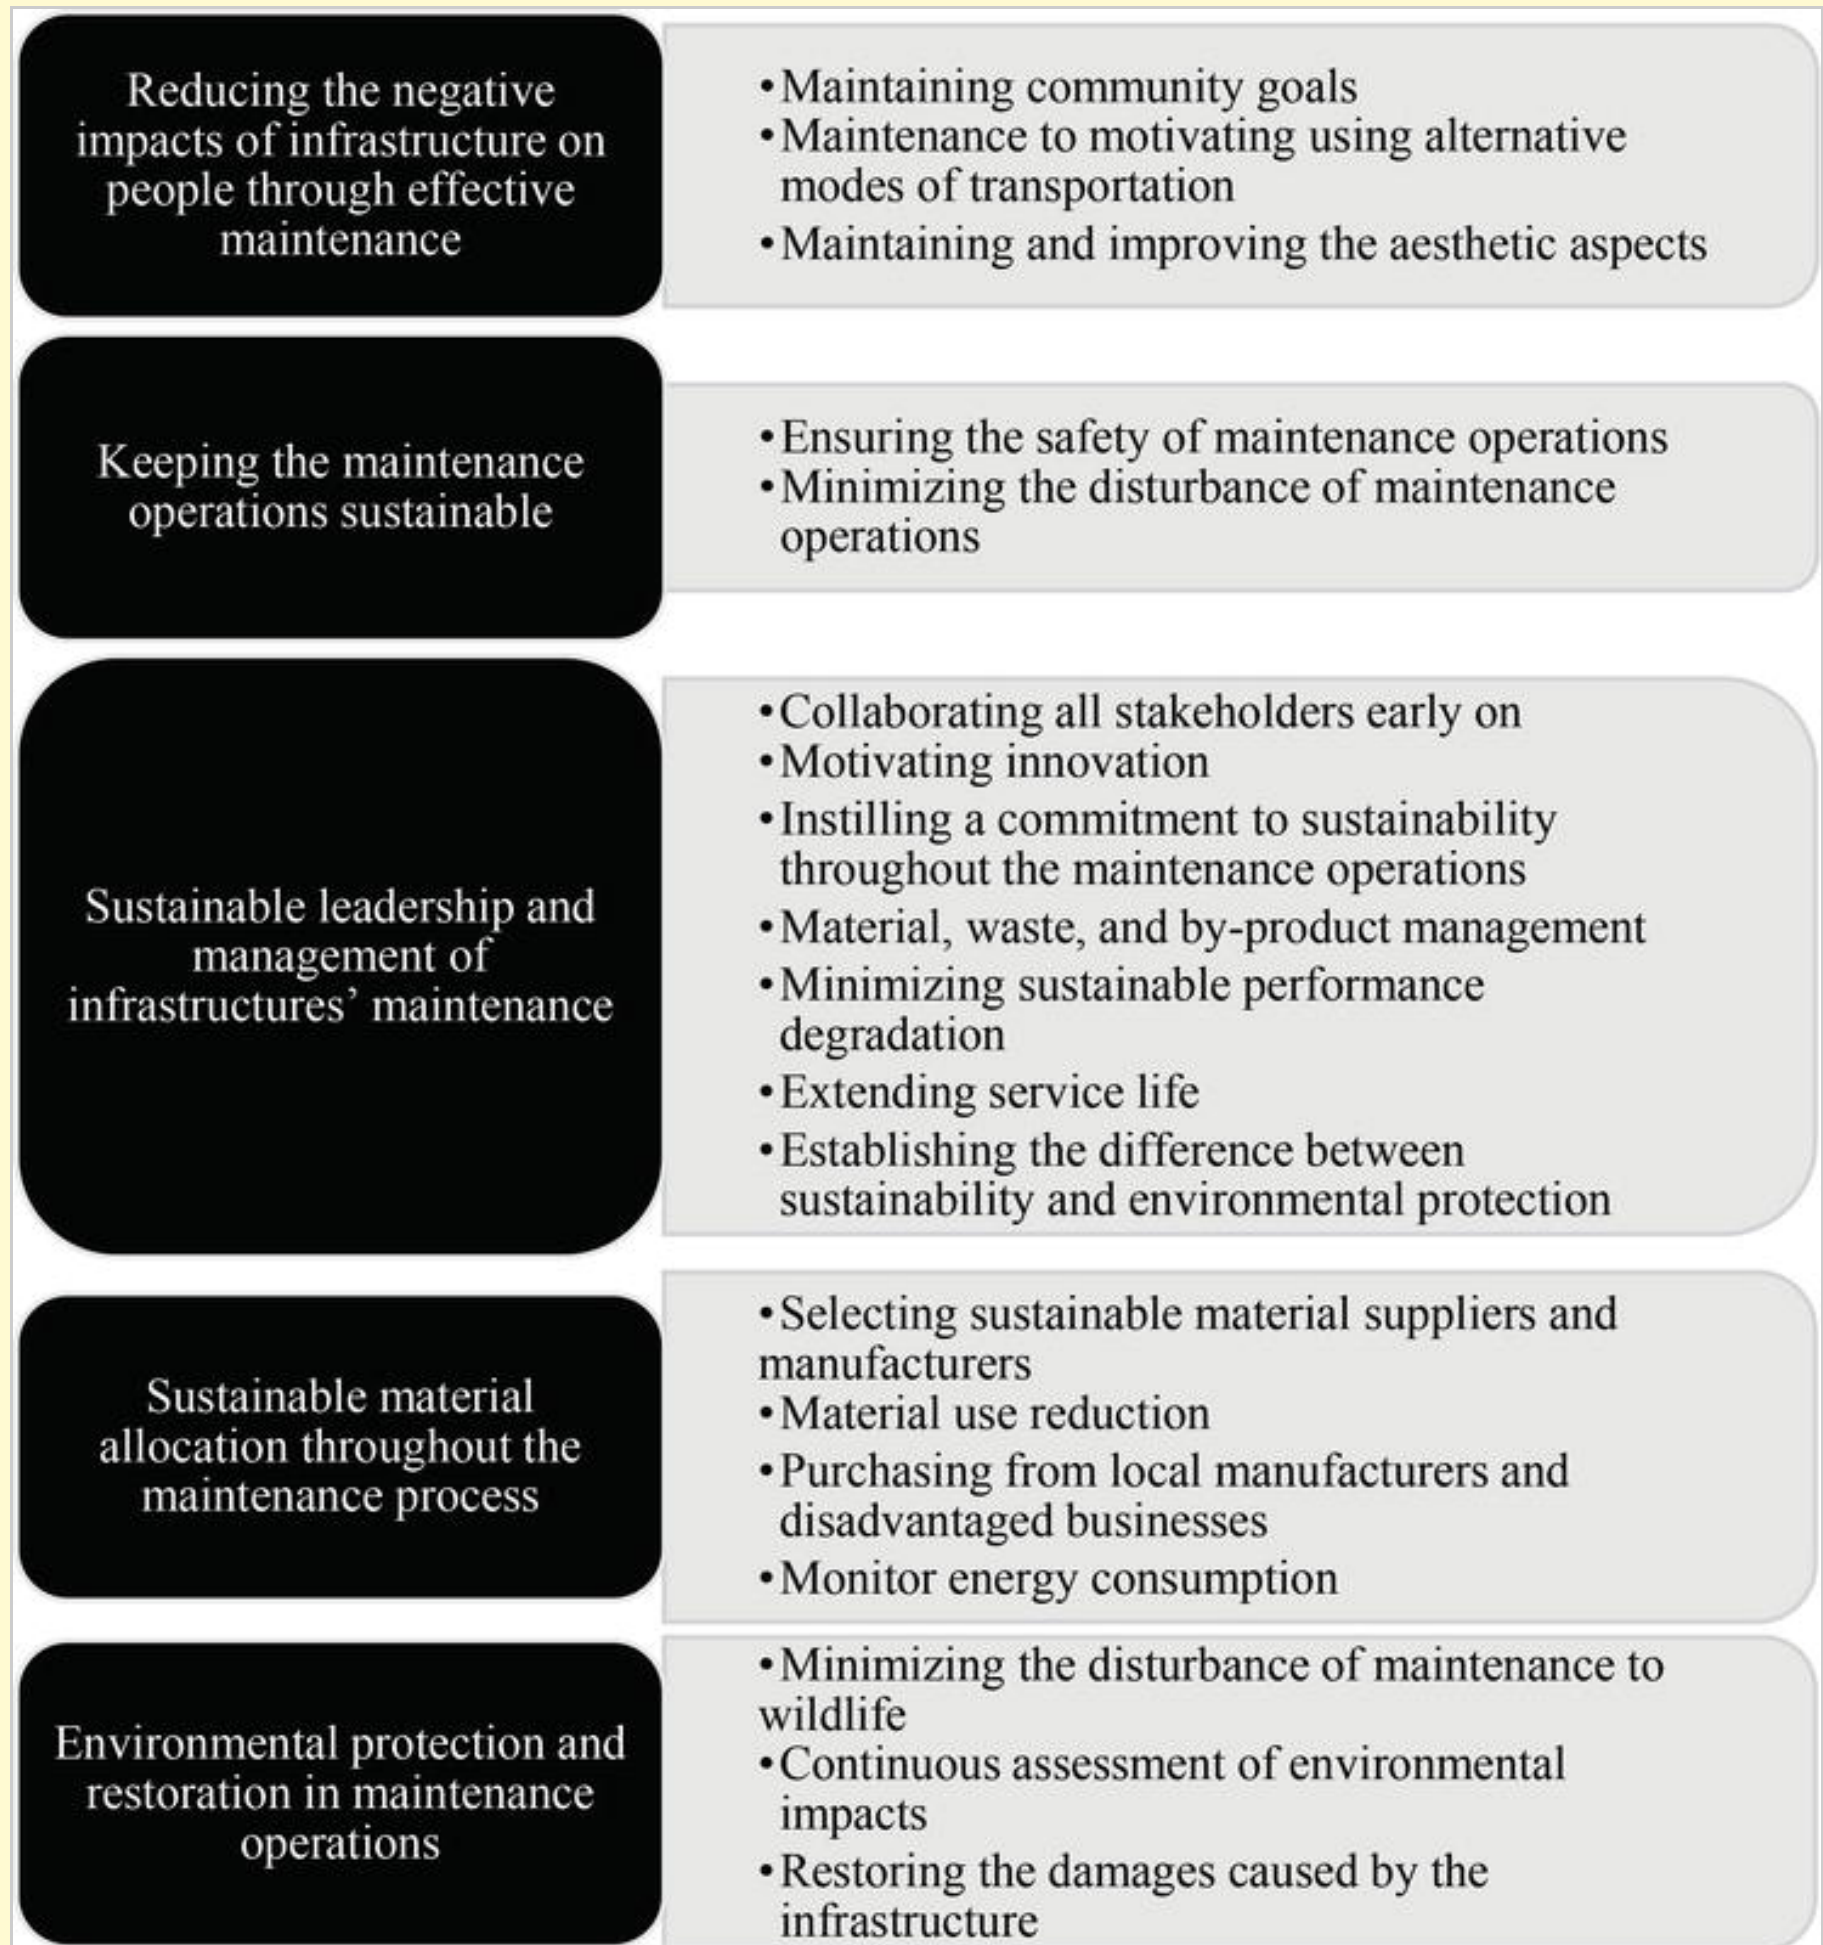 Reducing the negative
impacts of infrastructure on
people through effective
maintenance
•Maintaining community goals
•Maintenance to motivating using alternative
modes of transportation
•Maintaining and improving the aesthetic aspects
Keeping the maintenance
operations sustainable
•Ensuring the safety of maintenance operations
•Minimizing the disturbance of maintenance
operations
Sustainable leadership and
management of
infrastructures’ maintenance
•Collaborating all stakeholders early on
•Motivating innovation
•Instilling a commitment to sustainability
throughout the maintenance operations
•Material, waste, and by-product management
•Minimizing sustainable performance
degradation
•Extending service life
•Establishing the difference between
sustainability and environmental protection
Sustainable material
allocation throughout the
maintenance process
•Selecting sustainable material suppliers and
manufacturers
•Material use reduction
•Purchasing from local manufacturers and
disadvantaged businesses
•Monitor energy consumption
Environmental protection and
restoration in maintenance
operations
•Minimizing the disturbance of maintenance to
wildlife
•Continuous assessment of environmental
impacts
•Restoring the damages caused by the
infrastructure